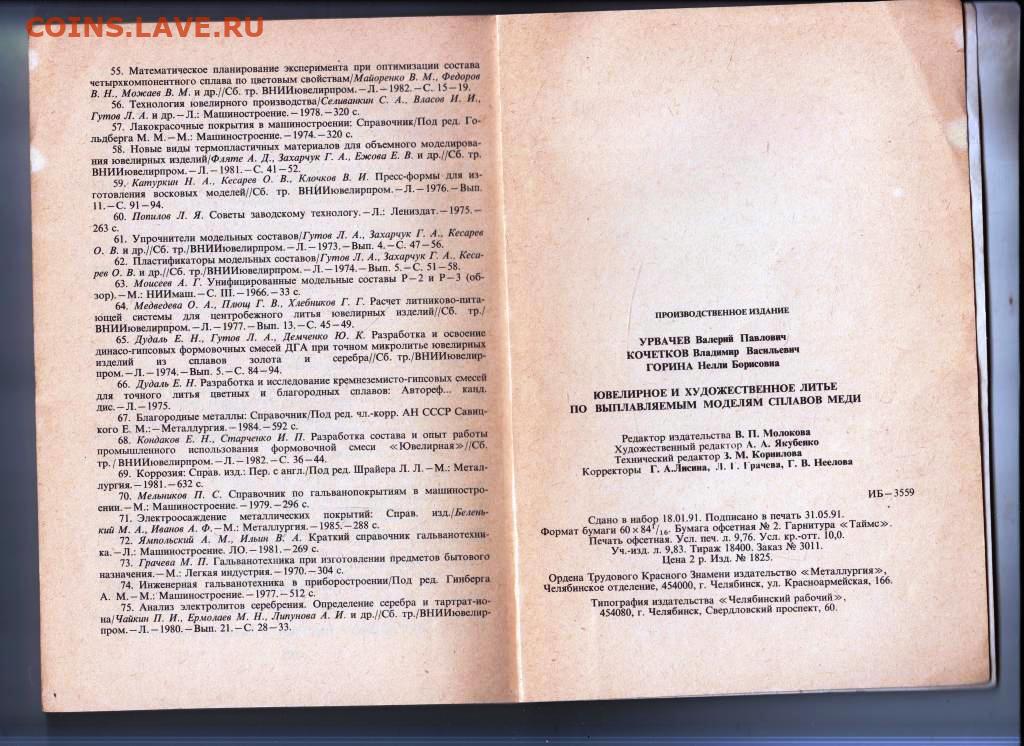 COINS.LAVE.RU
55. Математическое планирование эксперимента при оптимизации состава
четырхкомпонентного сплава по цветовым свойствам/Майоренко В. М., Федоров
В. Н., Можаев В. М. и др.//Сб. тр. ВНИИювелирпром.—Л.—1982.—С. 15—19.
56. Технология ювелирного производства/Селиванкин С. А., Власов И. И.,
Гутов Л. А. и др.—Л.: Машиностроение.—1978.—320 с.
57. Лакокрасочные покрытия в машиностроении: Справочник/Под ред. Го-
льдберга М. М.—М.: Машиностроение.—1974.—320 с.
58. Новые виды термопластичных материалов для объемного моделирова-
ния ювелирных изделий/Фляте А. Д., Захарчук Г. А., Ежова Е. В. и др.//Сб. тр.
ВНИИювелирпром.—Л.—1981.—С. 41—52.
59. Катуркин Н. А., Кесарев О. В., Клочков В. И. Пресс-формы для из-
готовления восковых моделей//Сб. тр. ВНИИювелирпром.—Л.—1976.—Вып.
11.—С. 91—94.
60. Попилов Л. Я. Советы заводскому технологу.—Л.: Лениздат.—1975.—
263 с.
61. Упрочнители модельных составов/Гутов Л. А., Захарчук Г. А., Кесарев
О. В. и др.//Сб. тр./ВНИИювелирпром.—Л.—1973.—Вып. 4.—С. 47—56.
62. Пластификаторы модельных составов/Гутов Л. А., Захарчук Г. А., Кеса-
рев О. В. и др.//Сб. тр./ВНИИювелирпром.—Л.—1974.—Вып. 5.—С. 51—58.
63. Моисеев А. Г. Унифицированные модельные составы Р—2 и Р—3 (об-
зор).—М.: НИИмаш.—С. III.—1966.—33 с.
64. Медведева О. А., Плющ Г. В., Хлебников Г. Г. Расчет литниково-пита-
ющей системы для центробежного литья ювелирных изделий//Сб. тр./
ВНИИювелирпром.—Л.—1977.—Вып. 13.—С. 45—49.
65. Дудаль Е. Н., Гутов Л. А., Демченко Ю. К. Разработка и освоение
динасо-гипсовых формовочных смесей ДГА при точном микролитье ювелирных
изделий из сплавов золота и серебра//Сб. тр./ВНИИювелир-
пром.—Л.—1974.—Вып. 5.—С. 84—94.
66. Дудаль Е. Н. Разработка и исследование кремнеземисто-гипсовых смесей
для точного литья цветных и благородных сплавов: Автореф... канд.
дис.—Л.—1975.
67. Благородные металлы: Справочник/Под ред. чл.-корр. АН СССР Савиц-
кого Е. М.:—Металлургия.—1984.—592 с.
68. Кондаков Е. Н., Старченко И. П. Разработка состава и опыт работы
промышленного использования формовочной смеси «Ювелирная»//Сб.
тр./ ВНИИювелирпром.—Л.—1982.—С. 36—44.
69. Коррозия: Справ. изд.: Пер. с англ./Под ред. Шрайера Л. Л.—М.: Метал-
лургия.—1981.—632 с.
70. Мельников П. С. Справочник по гальванопокрытиям в машиностро-
ении.—М.: Машиностроение.—1979.—296 с.
71. Электроосаждение металлических покрытий: Справ. изд./Белень-
кий М. А., Иванов А. Ф.—М.: Металлургия.—1985.—288 с.
72. Ямпольский А. М., Ильин В. А. Краткий справочник гальванотехни-
ка.—Л.: Машиностроение. ЛО.—1981.—269 с.
73. Грачева М. П. Гальванотехника при изготовлении предметов бытового
назначения.—М.: Легкая индустрия.—1970.—304 с.
74. Инженерная гальванотехника в приборостроении/Под ред. Гинберга
А. М.—М.: Машиностроение.—1977.—512 с.
75. Анализ электролитов серебрения. Определение серебра и тартрат-ио-
на/Чайкин П. И., Ермолаев М. Н., Липунова А. И. и др.//Сб. тр./ВНИИювелир-
пром.—Л.—1980.—Вып. 21.—С. 28—33.
ПРОИЗВОДСТВЕННОЕ ИЗДАНИЕ
УРВАЧЕВ Валерий Павлович
КОЧЕТКОВ Владимир Васильевич
ГОРИНА Нелли Борисовна
ЮВЕЛИРНОЕ И ХУДОЖЕСТВЕННОЕ ЛИТЬЕ
ПО ВЫПЛАВЛЯЕМЫМ МОДЕЛЯМ СПЛАВОВ МЕДИ
Редактор издательства В. П. Молокова
Художественный редактор А. А. Якубенко
Технический редактор З. М. Корнилова
Корректоры Г. А.Лисина, Л. Г. Грачева, Г. В. Неелова
ИБ—3559
Сдано в набор 18.01.91. Подписано в печать 31.05.91.
Формат бумаги 60×84 1/16. Бумага офсетная № 2. Гарнитура «Таймс».
Печать офсетная. Усл. печ. л. 9,76. Усл. кр.-отт. 10,0.
Уч.-изд. л. 9,83. Тираж 18400. Заказ № 3011.
Цена 2 р. Изд. № 1825.
Ордена Трудового Красного Знамени издательство «Металлургия»,
Челябинское отделение, 454000, г. Челябинск, ул. Красноармейская, 166.
Типография издательства «Челябинский рабочий»,
454080, г. Челябинск, Свердловский проспект, 60.